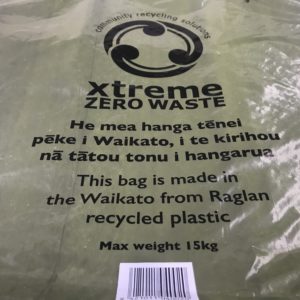 community recycling solutions
xtreme
ZERO WASTE
He mea hanga tēnei
pēke i Waikato, i te kirihou
nā tātou tonu i hangarua
This bag is made in
the Waikato from Raglan
recycled plastic
Max weight 15kg